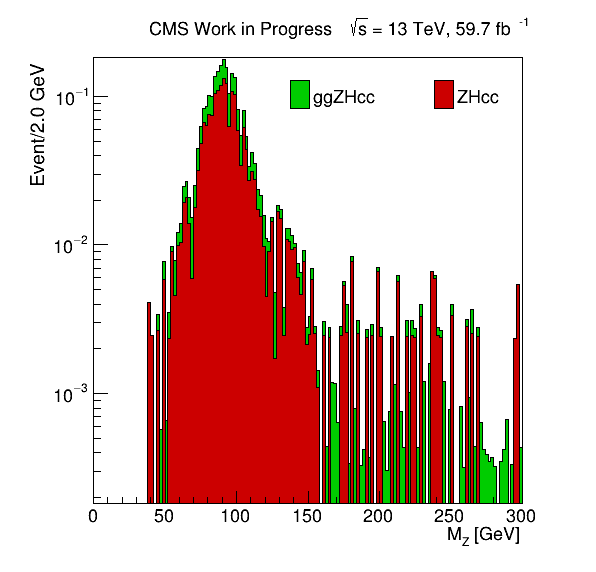 CMS Work in Progress √s = 13 TeV, 59.7 fb⁻¹
Event/2.0 GeV
10⁻¹
10⁻²
10⁻³
ggZHcc ZHcc
0 50 100 150 200 250 300
M_Z [GeV]